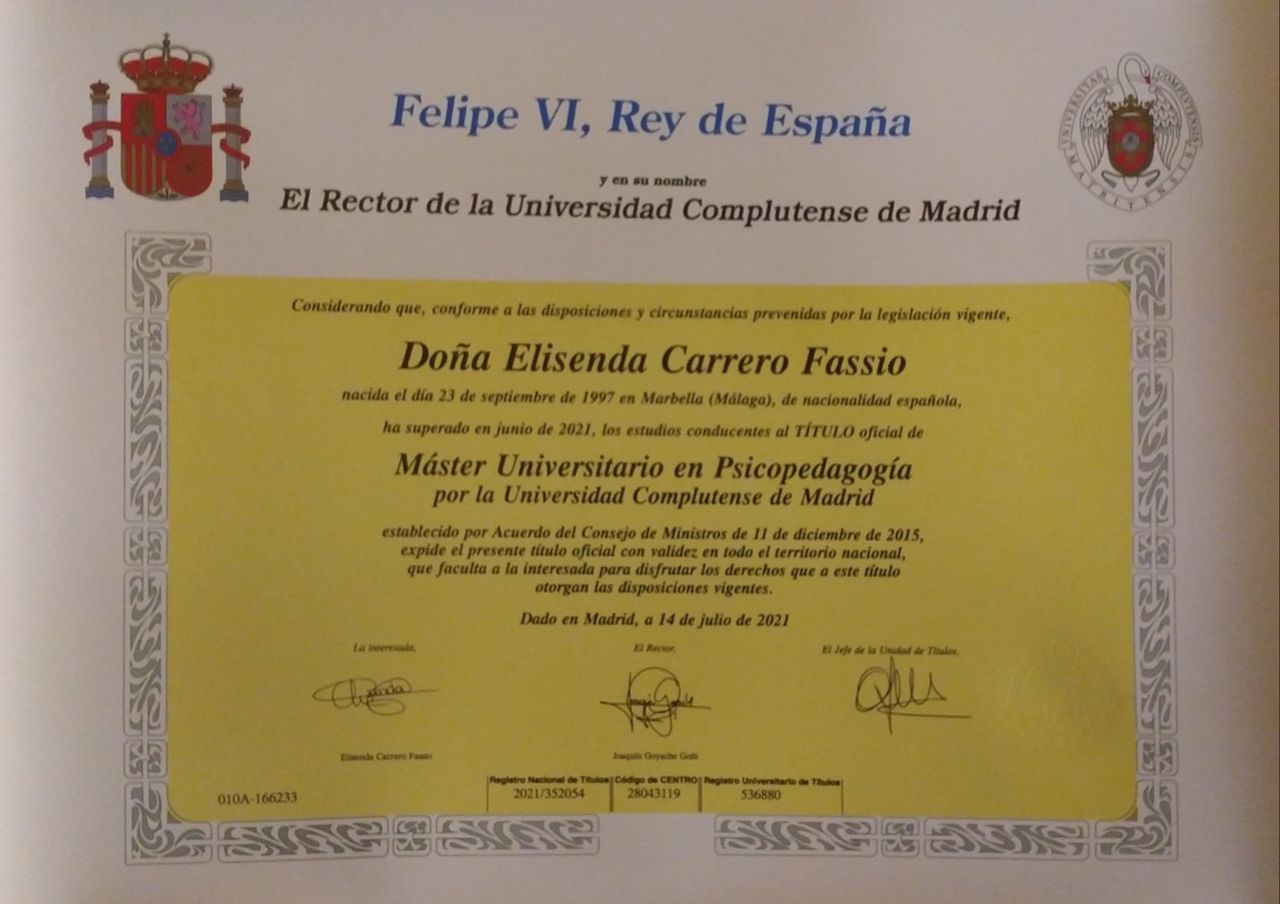 Felipe VI, Rey de España
UNIVERSITAS COMPLUTENSIS MATRITENSIS
y en su nombre
El Rector de la Universidad Complutense de Madrid
Considerando que, conforme a las disposiciones y circunstancias prevenidas por la legislación vigente,
Doña Elisenda Carrero Fassio
nacida el día 23 de septiembre de 1997 en Marbella (Málaga), de nacionalidad española,
ha superado en junio de 2021, los estudios conducentes al TÍTULO oficial de
Máster Universitario en Psicopedagogía
por la Universidad Complutense de Madrid
establecido por Acuerdo del Consejo de Ministros de 11 de diciembre de 2015,
expide el presente título oficial con validez en todo el territorio nacional,
que faculta a la interesada para disfrutar los derechos que a este título
otorgan las disposiciones vigentes.
Dado en Madrid, a 14 de julio de 2021
La interesada, El Rector, El Jefe de la Unidad de Títulos,
Elisenda Carrero Fassio Joaquín Goyache Goñi
Registro Nacional de Títulos Código de CENTRO Registro Universitario de Títulos
010A-166233 2021/352054 28043119 536880